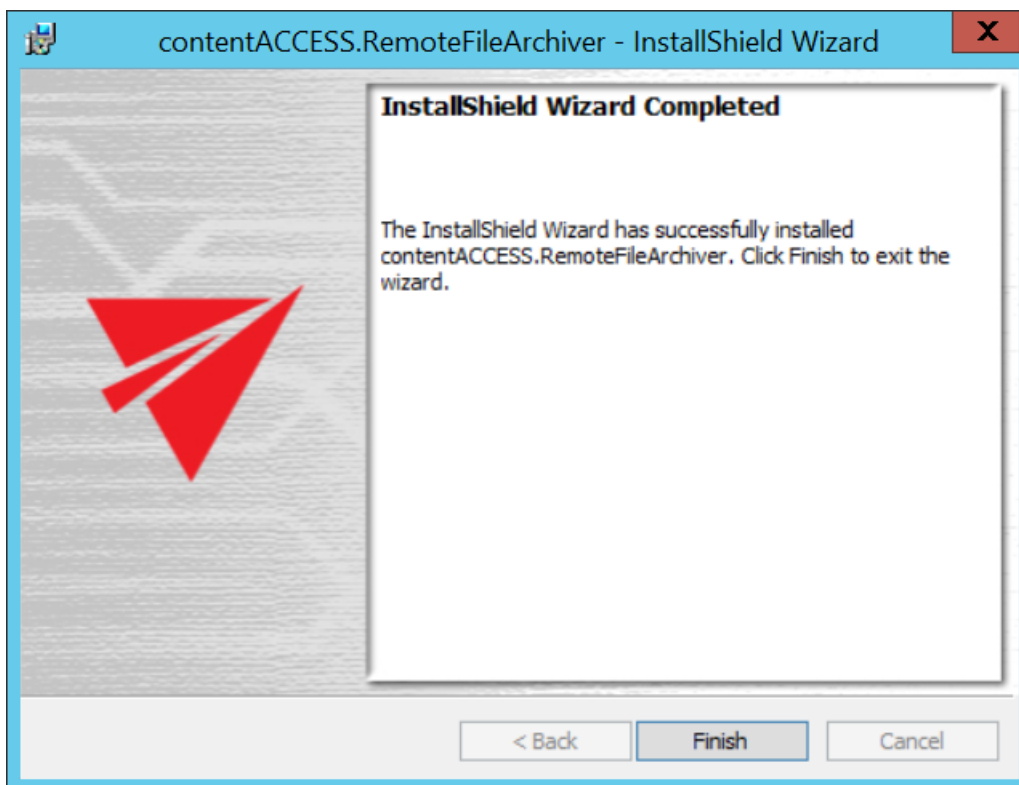 contentACCESS.RemoteFileArchiver - InstallShield Wizard
X
InstallShield Wizard Completed
The InstallShield Wizard has successfully installed
contentACCESS.RemoteFileArchiver. Click Finish to exit the
wizard.
< Back
Finish
Cancel